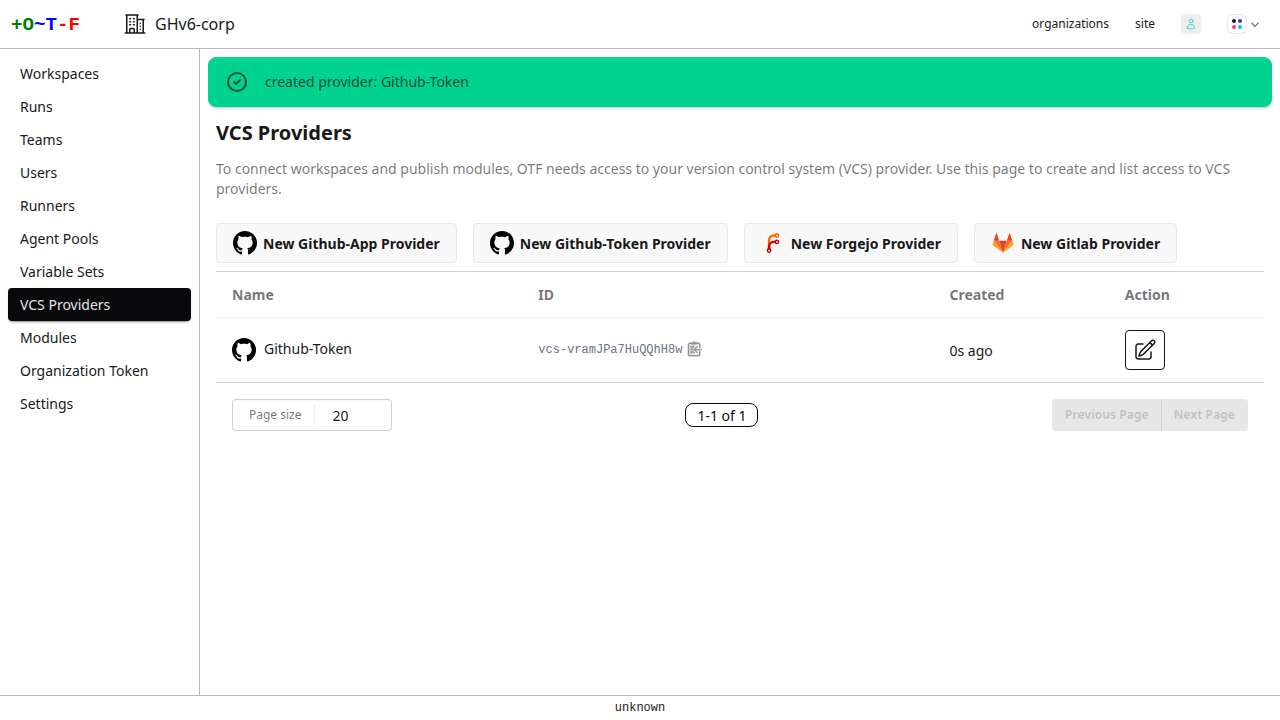 +O~T-F GHv6-corp organizations site
Workspaces
Runs
Teams
Users
Runners
Agent Pools
Variable Sets
VCS Providers
Modules
Organization Token
Settings
created provider: Github-Token
VCS Providers
To connect workspaces and publish modules, OTF needs access to your version control system (VCS) provider. Use this page to create and list access to VCS
providers.
New Github-App Provider New Github-Token Provider New Forgejo Provider New Gitlab Provider
Name ID Created Action
Github-Token vcs-vramJPa7HuQQhH8w 0s ago
Page size 20 1-1 of 1 Previous Page Next Page
unknown